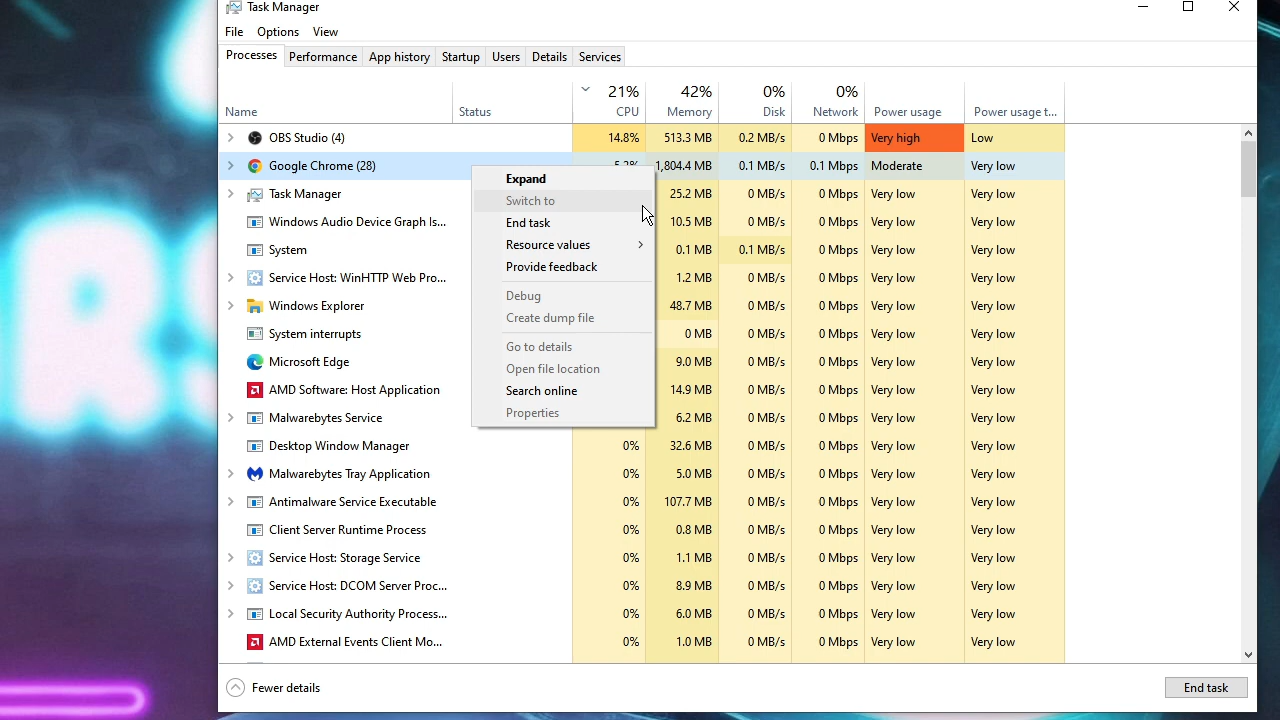 Task Manager
File Options View
Processes Performance App history Startup Users Details Services
21% 42% 0% 0%
Name Status CPU Memory Disk Network Power usage Power usage t...
OBS Studio (4) 14.8% 513.3 MB 0.2 MB/s 0 Mbps Very high Low
Google Chrome (28) 1,804.4 MB 0.1 MB/s 0.1 Mbps Moderate Very low
Task Manager 25.2 MB 0 MB/s 0 Mbps Very low Very low
Windows Audio Device Graph Is... 10.5 MB 0 MB/s 0 Mbps Very low Very low
System 0.1 MB 0.1 MB/s 0 Mbps Very low Very low
Service Host: WinHTTP Web Pro... 1.2 MB 0 MB/s 0 Mbps Very low Very low
Windows Explorer 48.7 MB 0 MB/s 0 Mbps Very low Very low
System interrupts 0 MB 0 MB/s 0 Mbps Very low Very low
Microsoft Edge 9.0 MB 0 MB/s 0 Mbps Very low Very low
AMD Software: Host Application 14.9 MB 0 MB/s 0 Mbps Very low Very low
Malwarebytes Service 6.2 MB 0 MB/s 0 Mbps Very low Very low
Desktop Window Manager 0% 32.6 MB 0 MB/s 0 Mbps Very low Very low
Malwarebytes Tray Application 0% 5.0 MB 0 MB/s 0 Mbps Very low Very low
Antimalware Service Executable 0% 107.7 MB 0 MB/s 0 Mbps Very low Very low
Client Server Runtime Process 0% 0.8 MB 0 MB/s 0 Mbps Very low Very low
Service Host: Storage Service 0% 1.1 MB 0 MB/s 0 Mbps Very low Very low
Service Host: DCOM Server Proc... 0% 8.9 MB 0 MB/s 0 Mbps Very low Very low
Local Security Authority Process... 0% 6.0 MB 0 MB/s 0 Mbps Very low Very low
AMD External Events Client Mo... 0% 1.0 MB 0 MB/s 0 Mbps Very low Very low
Expand
Switch to
End task
Resource values
Provide feedback
Debug
Create dump file
Go to details
Open file location
Search online
Properties
Fewer details
End task